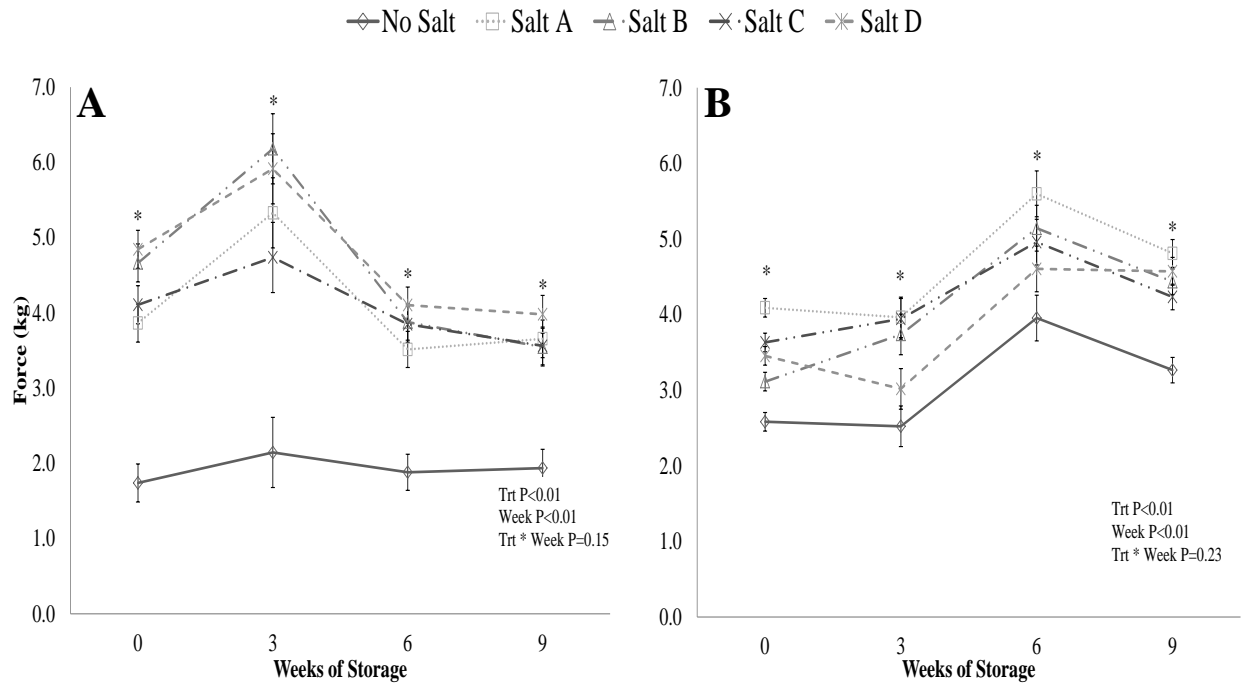 No Salt Salt A Salt B Salt C Salt D
A
7.0
6.0
5.0
4.0
3.0
2.0
1.0
0.0
Force (kg)
* * * *
Trt P<0.01
Week P<0.01
Trt * Week P=0.15
0 3 6 9
Weeks of Storage
B
7.0
6.0
5.0
4.0
3.0
2.0
1.0
0.0
* * * *
Trt P<0.01
Week P<0.01
Trt * Week P=0.23
0 3 6 9
Weeks of Storage